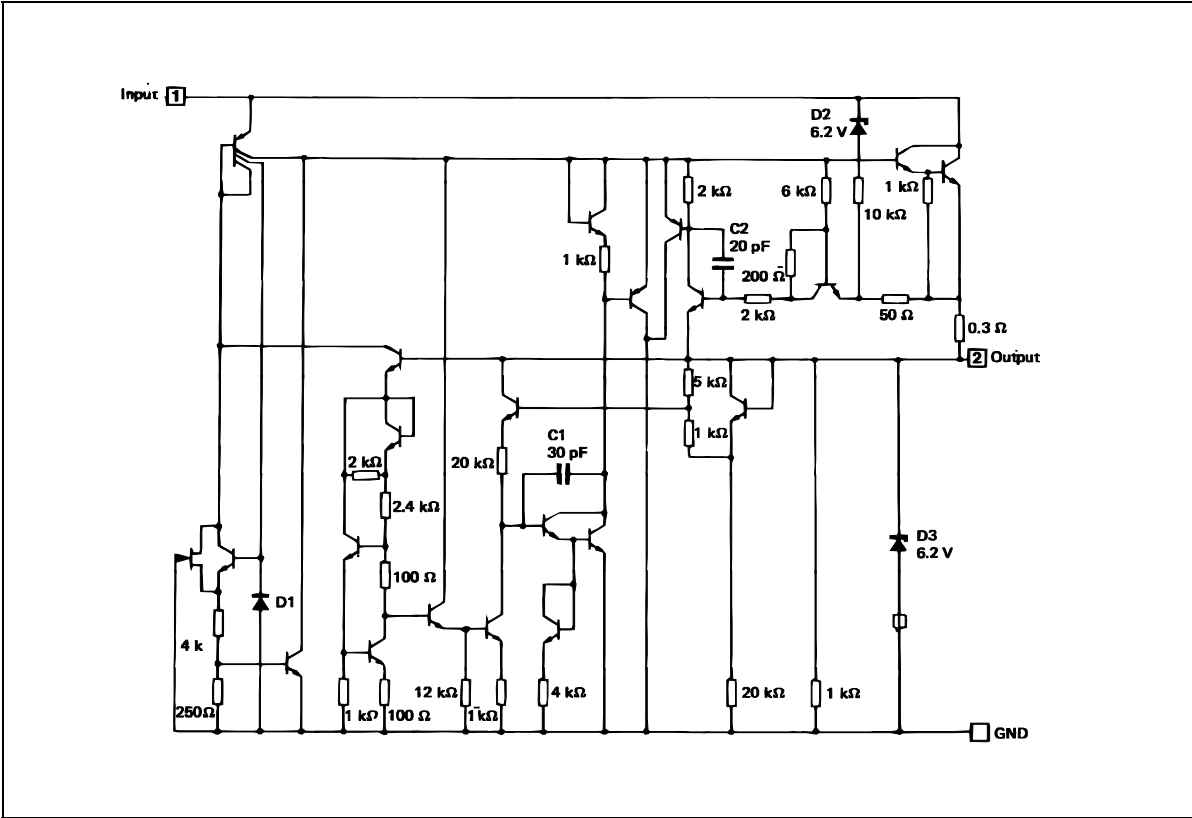 Input 1
D2
6.2 V
2 kΩ
6 kΩ
1 kΩ
10 kΩ
C2
20 pF
1 kΩ
200 Ω
2 kΩ
50 Ω
0.3 Ω
2 Output
5 kΩ
1 kΩ
C1
30 pF
2 kΩ
20 kΩ
2.4 kΩ
D3
6.2 V
100 Ω
D1
4 k
250Ω
1 kΩ
100 Ω
12 kΩ
1 kΩ
4 kΩ
20 kΩ
1 kΩ
GND